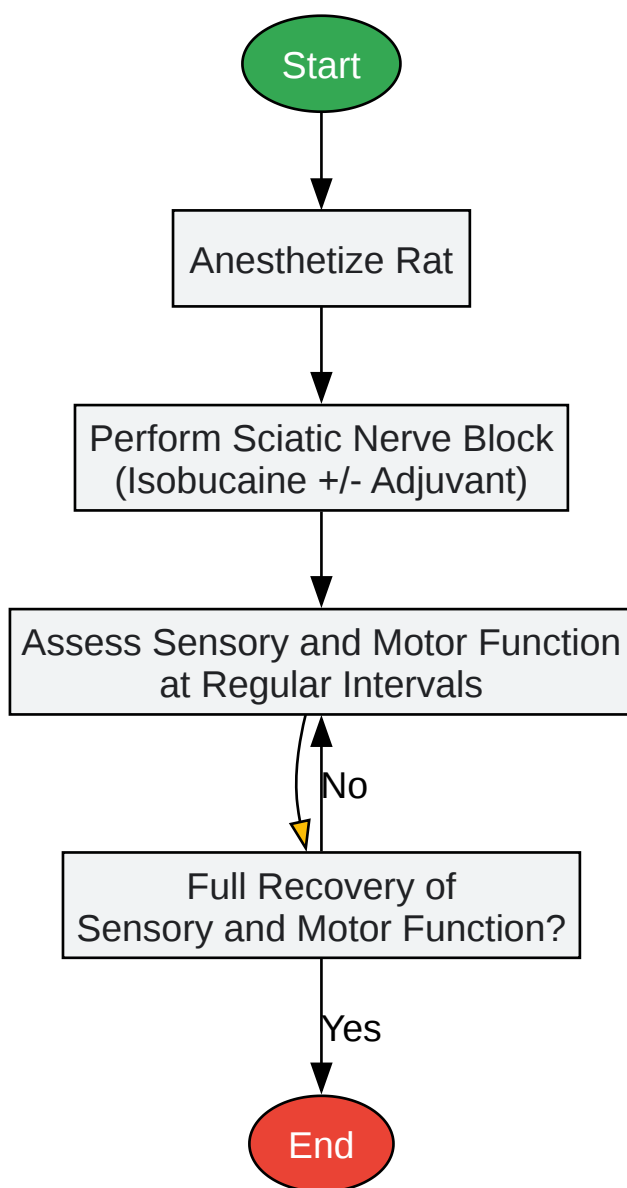 Start
Anesthetize Rat
Perform Sciatic Nerve Block
(Isobucaine +/- Adjuvant)
Assess Sensory and Motor Function
at Regular Intervals
No
Full Recovery of
Sensory and Motor Function?
Yes
End